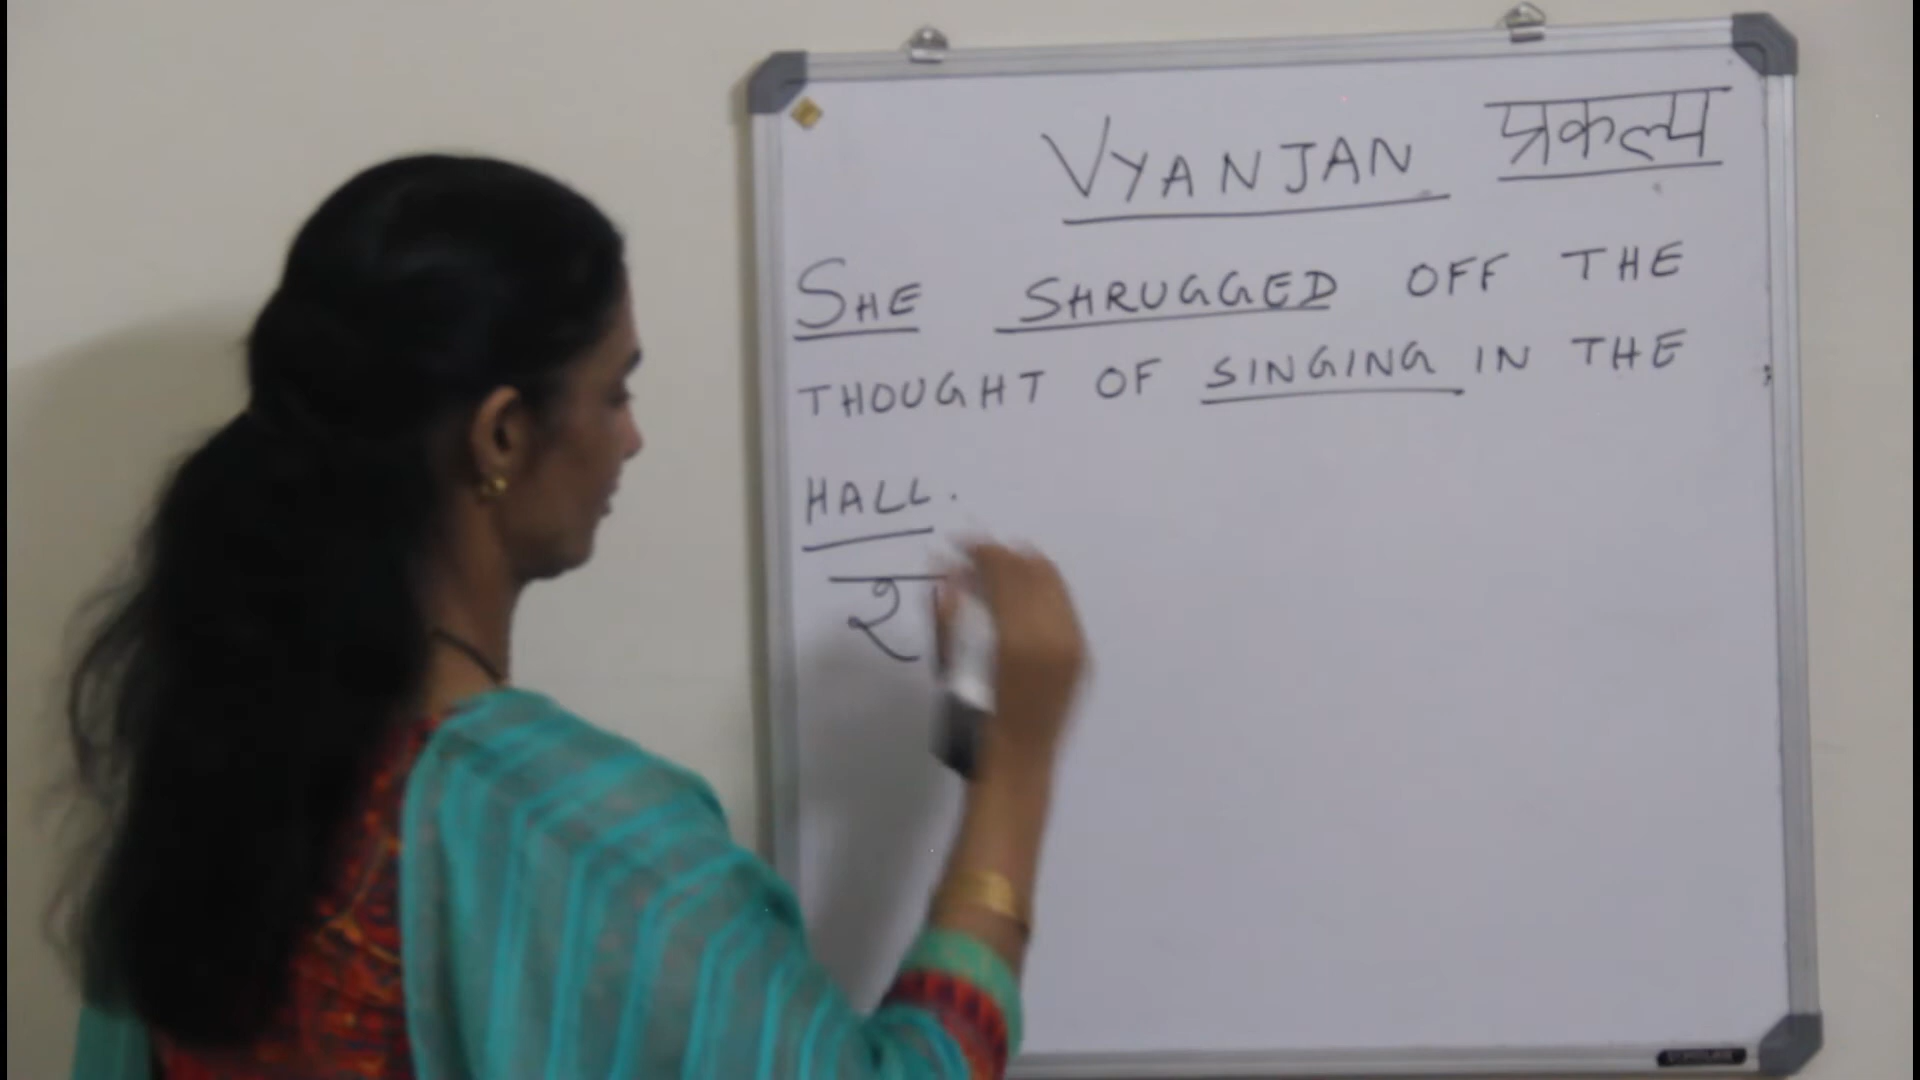 VYANJAN प्रकल्प
SHE SHRUGGED OFF THE
THOUGHT OF SINGING IN THE
HALL.